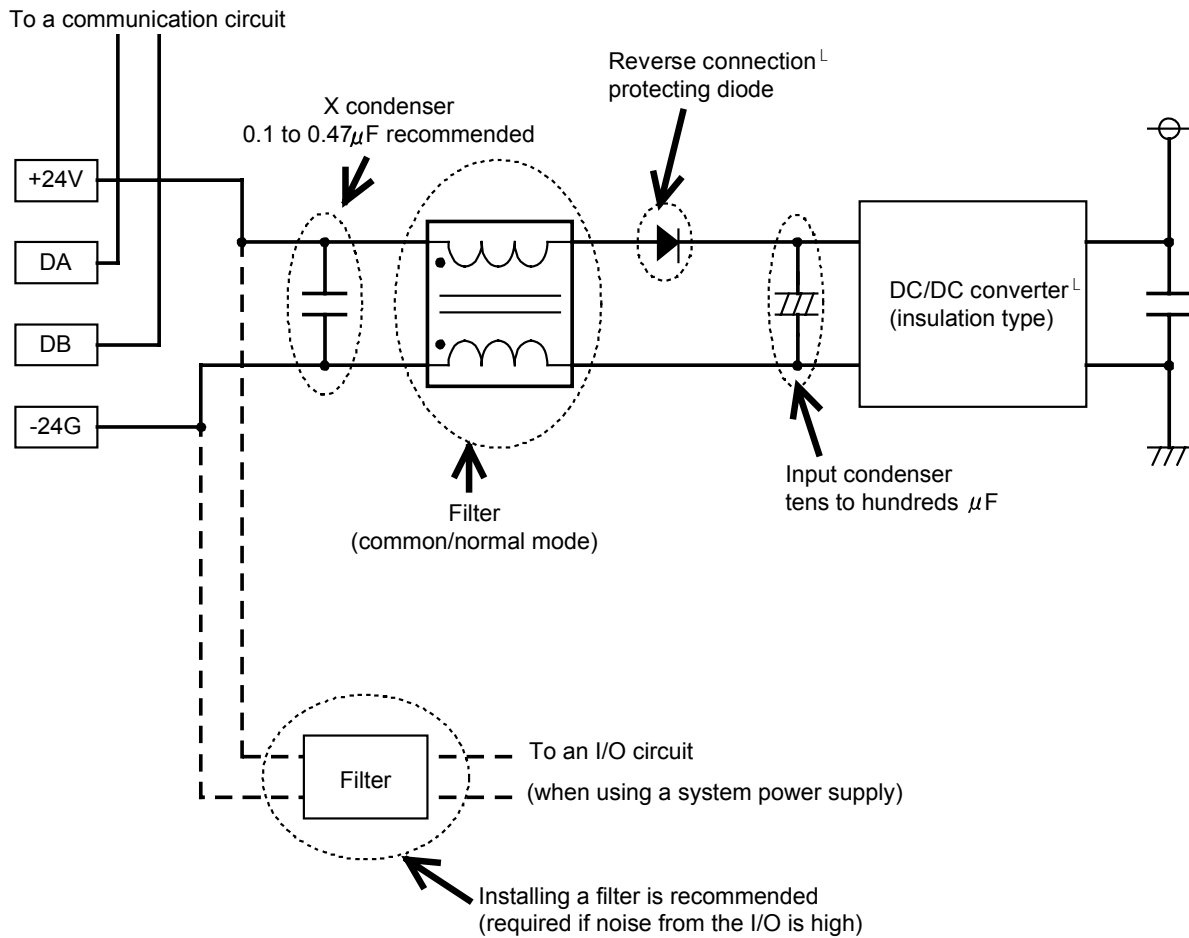 To a communication circuit
Reverse connection└
protecting diode
X condenser
0.1 to 0.47μF recommended
+24V
DA
DB
-24G
DC/DC converter└
(insulation type)
Input condenser
tens to hundreds μF
Filter
(common/normal mode)
Filter
To an I/O circuit
(when using a system power supply)
Installing a filter is recommended
(required if noise from the I/O is high)